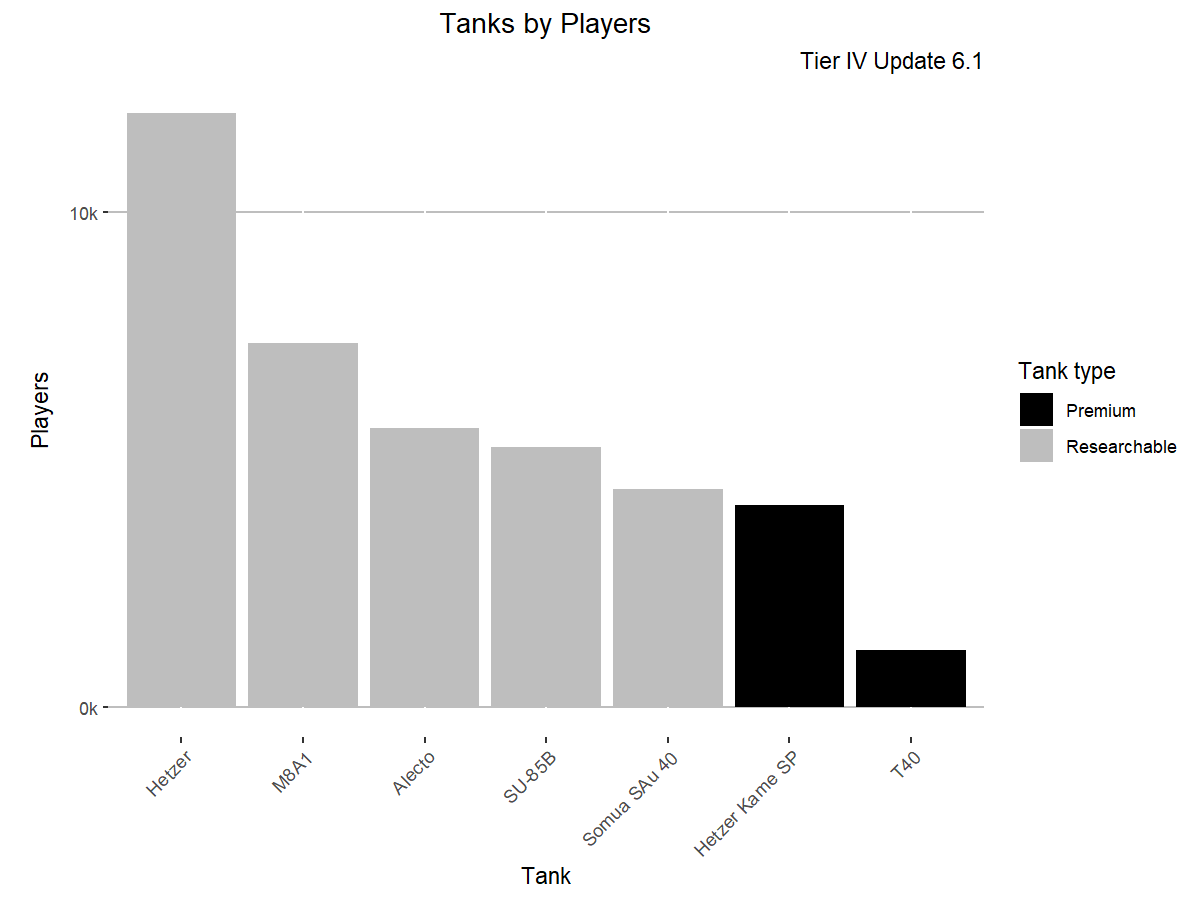 Tanks by Players
Tier IV Update 6.1
10k
0k
Players
Hetzer
M8A1
Alecto
SU-85B
Somua SAu 40
Hetzer Kame SP
T40
Tank
Tank type
Premium
Researchable